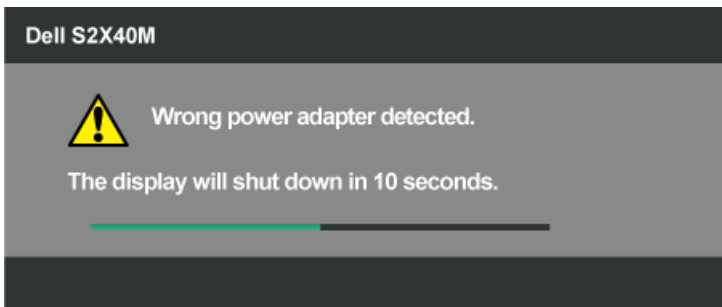 Dell S2X40M
Wrong power adapter detected.
The display will shut down in 10 seconds.